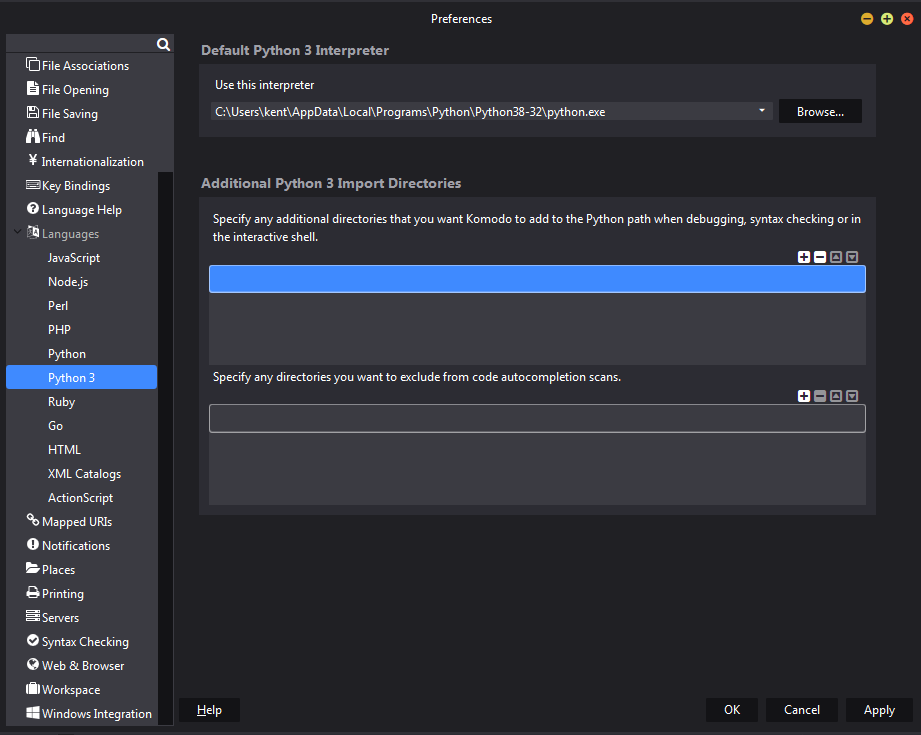 Preferences
File Associations
File Opening
File Saving
Find
Internationalization
Key Bindings
Language Help
Languages
JavaScript
Node.js
Perl
PHP
Python
Python 3
Ruby
Go
HTML
XML Catalogs
ActionScript
Mapped URIs
Notifications
Places
Printing
Servers
Syntax Checking
Web & Browser
Workspace
Windows Integration
Default Python 3 Interpreter
Use this interpreter
C:\Users\kent\AppData\Local\Programs\Python\Python38-32\python.exe
Browse...
Additional Python 3 Import Directories
Specify any additional directories that you want Komodo to add to the Python path when debugging, syntax checking or in
the interactive shell.
Specify any directories you want to exclude from code autocompletion scans.
Help
OK
Cancel
Apply